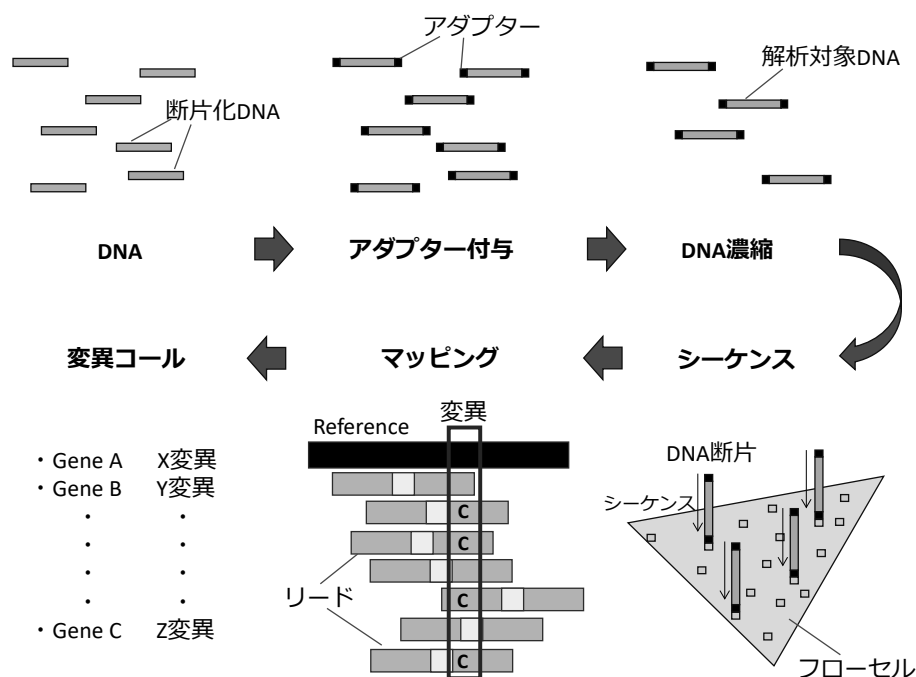 アダプター
解析対象DNA
断片化DNA
DNA
アダプター付与
DNA濃縮
変異コール
マッピング
シーケンス
・Gene A X変異
・Gene B Y変異
・ ・
・ ・
・ ・
・ ・
・Gene C Z変異
変異
Reference
C
C
C
C
リード
DNA断片
シーケンス
フローセル